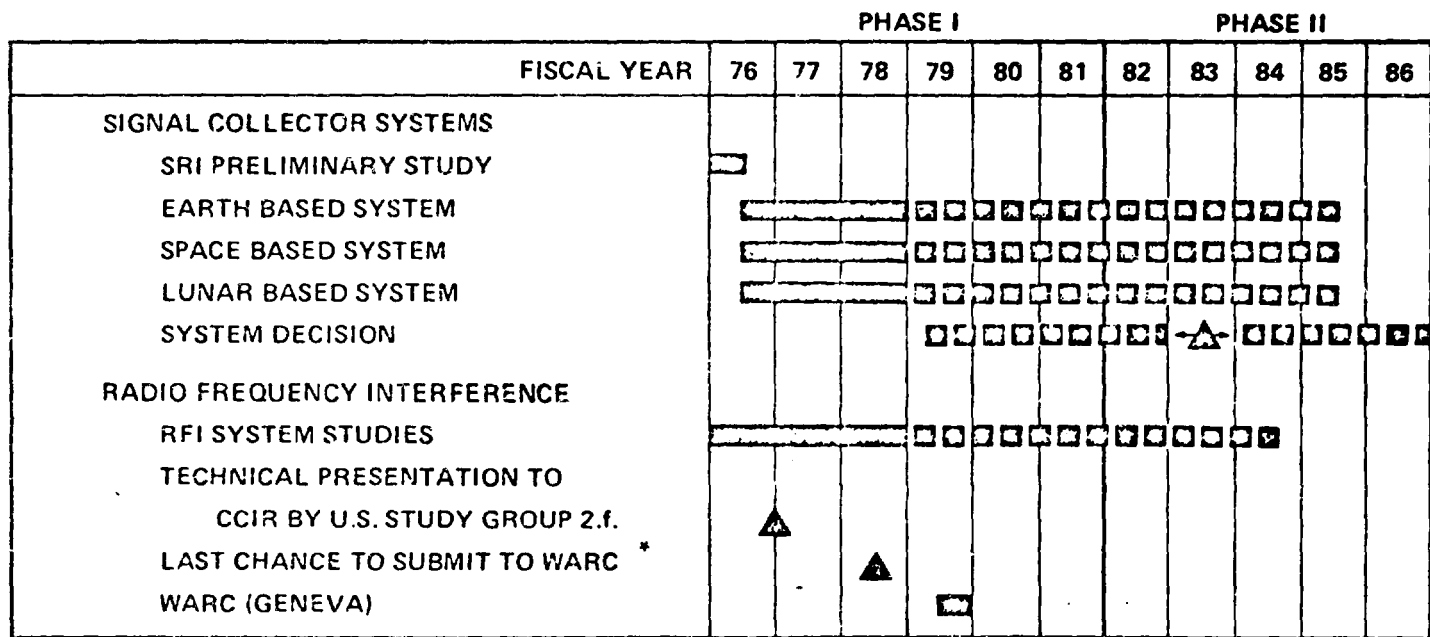 PHASE I PHASE II
FISCAL YEAR 76 77 78 79 80 81 82 83 84 85 86
SIGNAL COLLECTOR SYSTEMS
SRI PRELIMINARY STUDY
EARTH BASED SYSTEM
SPACE BASED SYSTEM
LUNAR BASED SYSTEM
SYSTEM DECISION
RADIO FREQUENCY INTERFERENCE
RFI SYSTEM STUDIES
TECHNICAL PRESENTATION TO
CCIR BY U.S. STUDY GROUP 2.f.
LAST CHANCE TO SUBMIT TO WARC *
WARC (GENEVA)